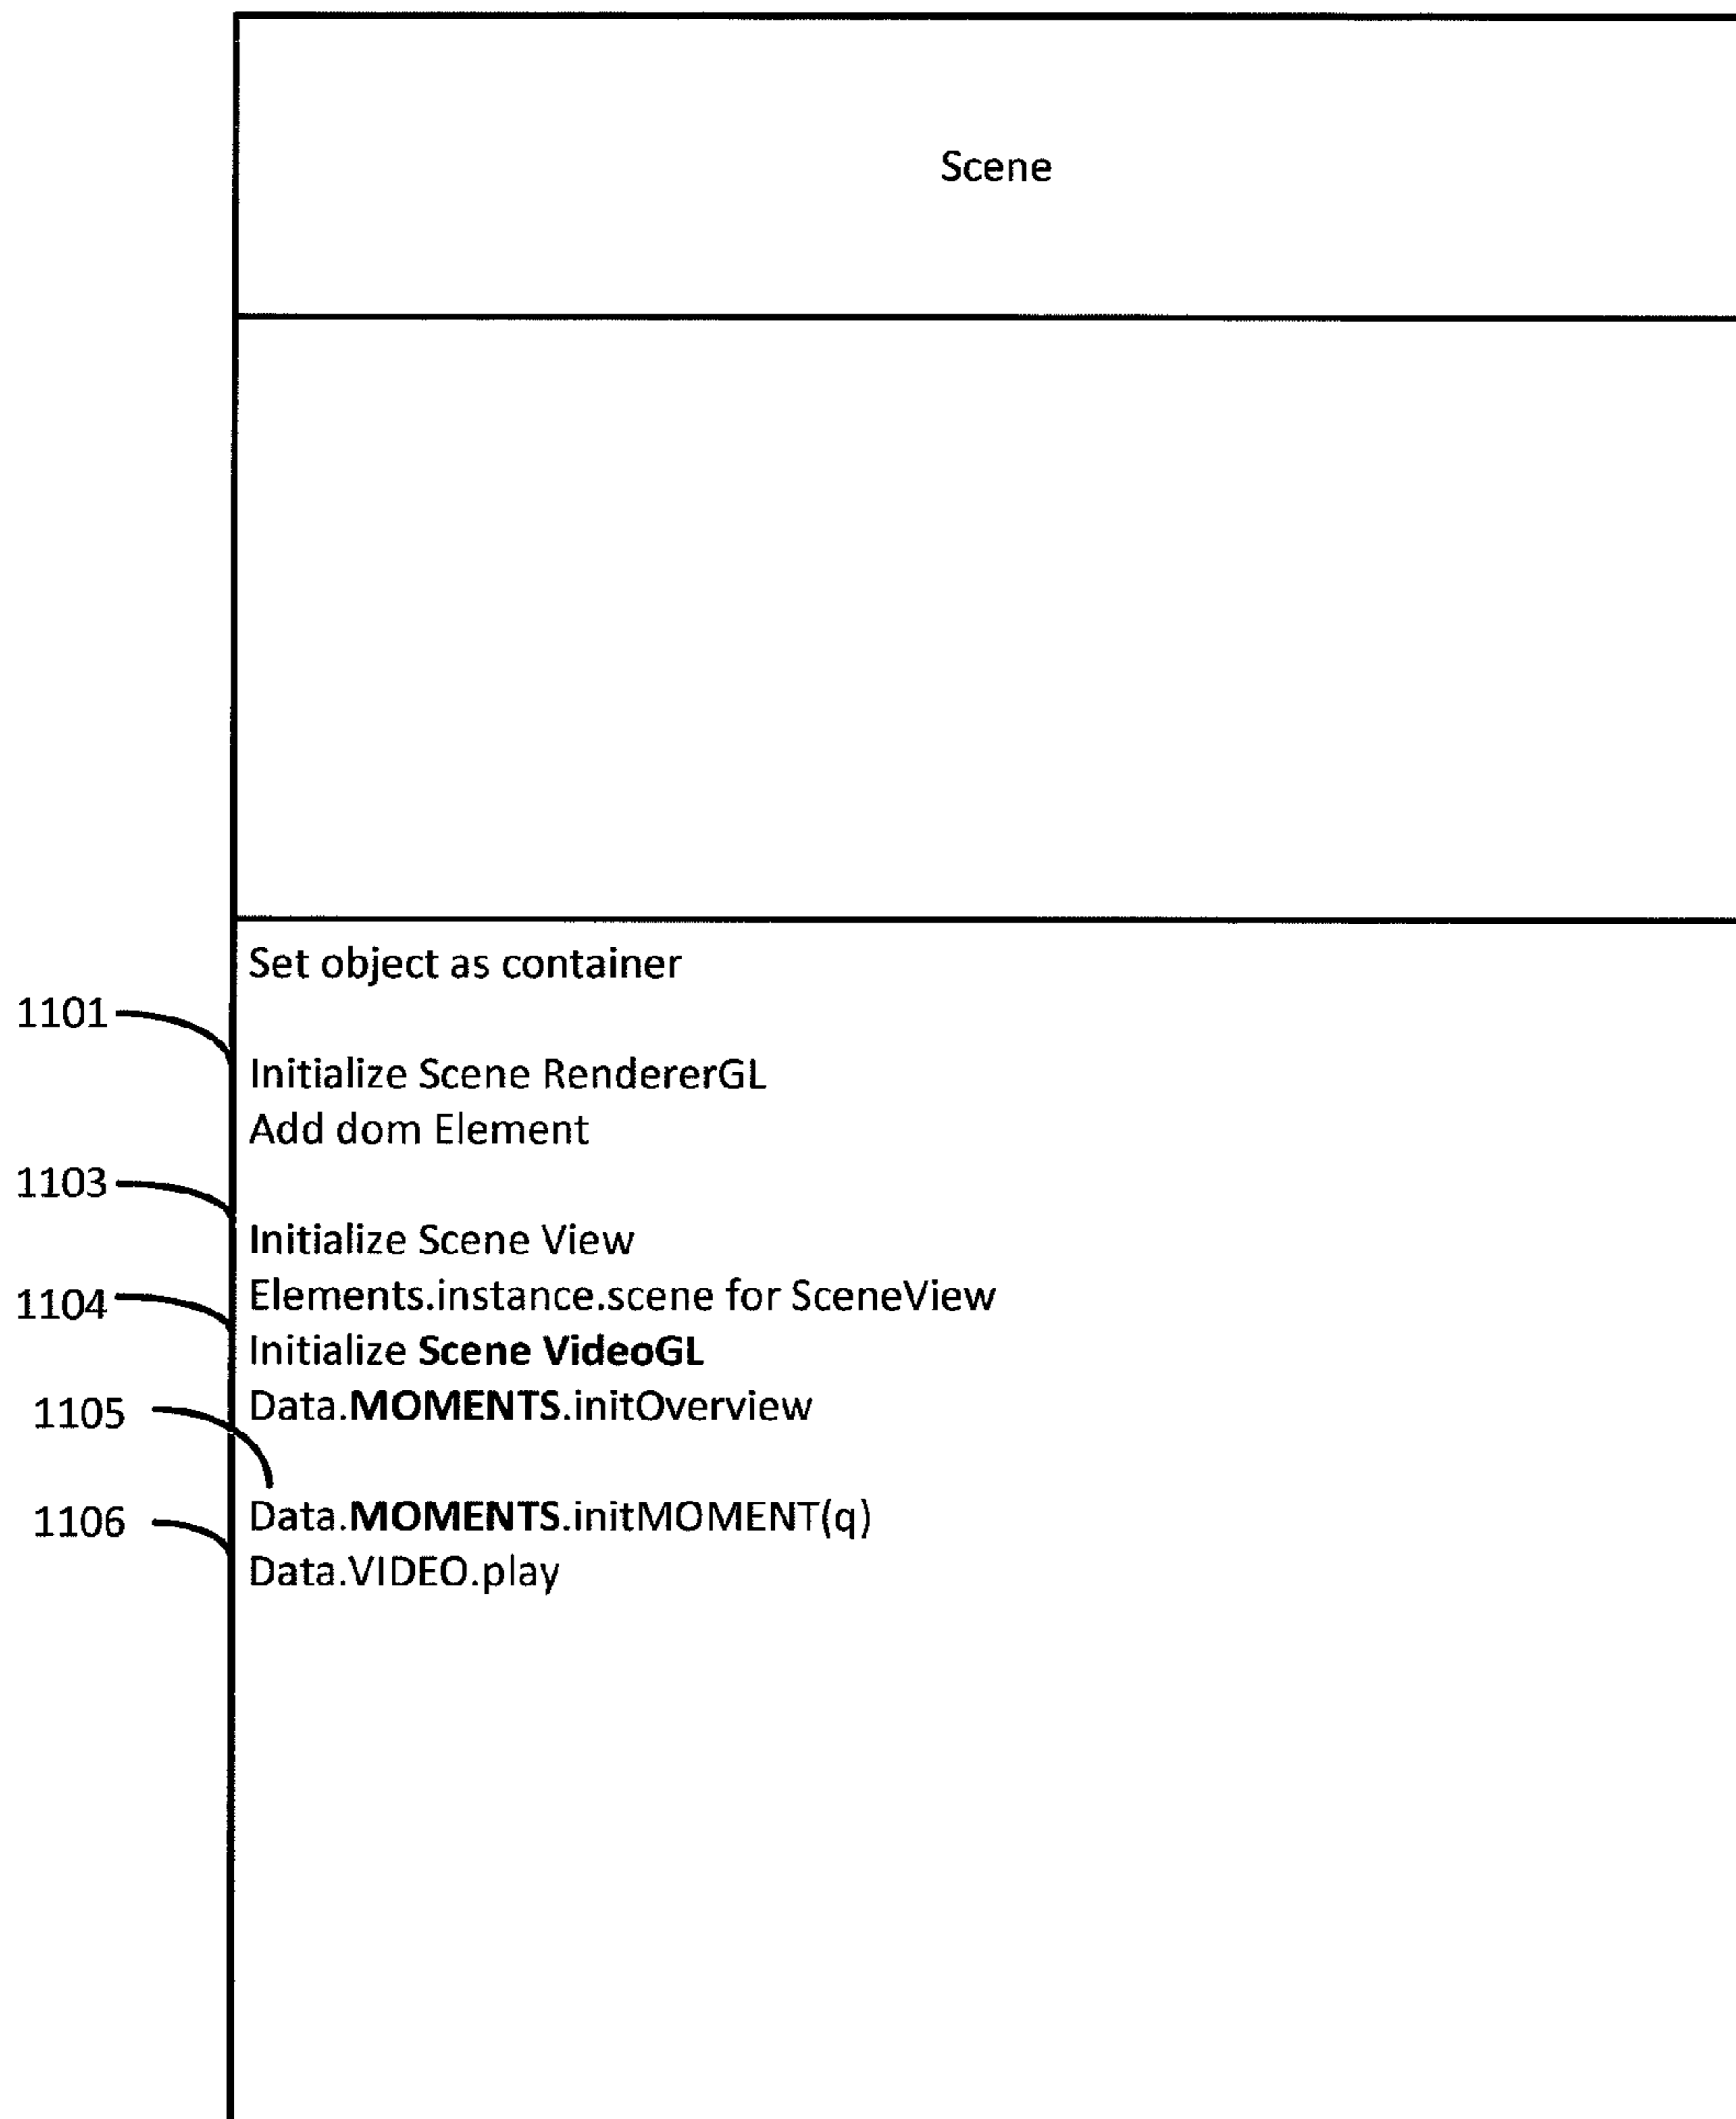 Scene
Set object as container
1101
Initialize Scene RendererGL
Add dom Element
1103
Initialize Scene View
Elements.instance.scene for SceneView
1104
Initialize Scene VideoGL
Data.MOMENTS.initOverview
1105
Data.MOMENTS.initMOMENT(q)
1106
Data.VIDEO.play